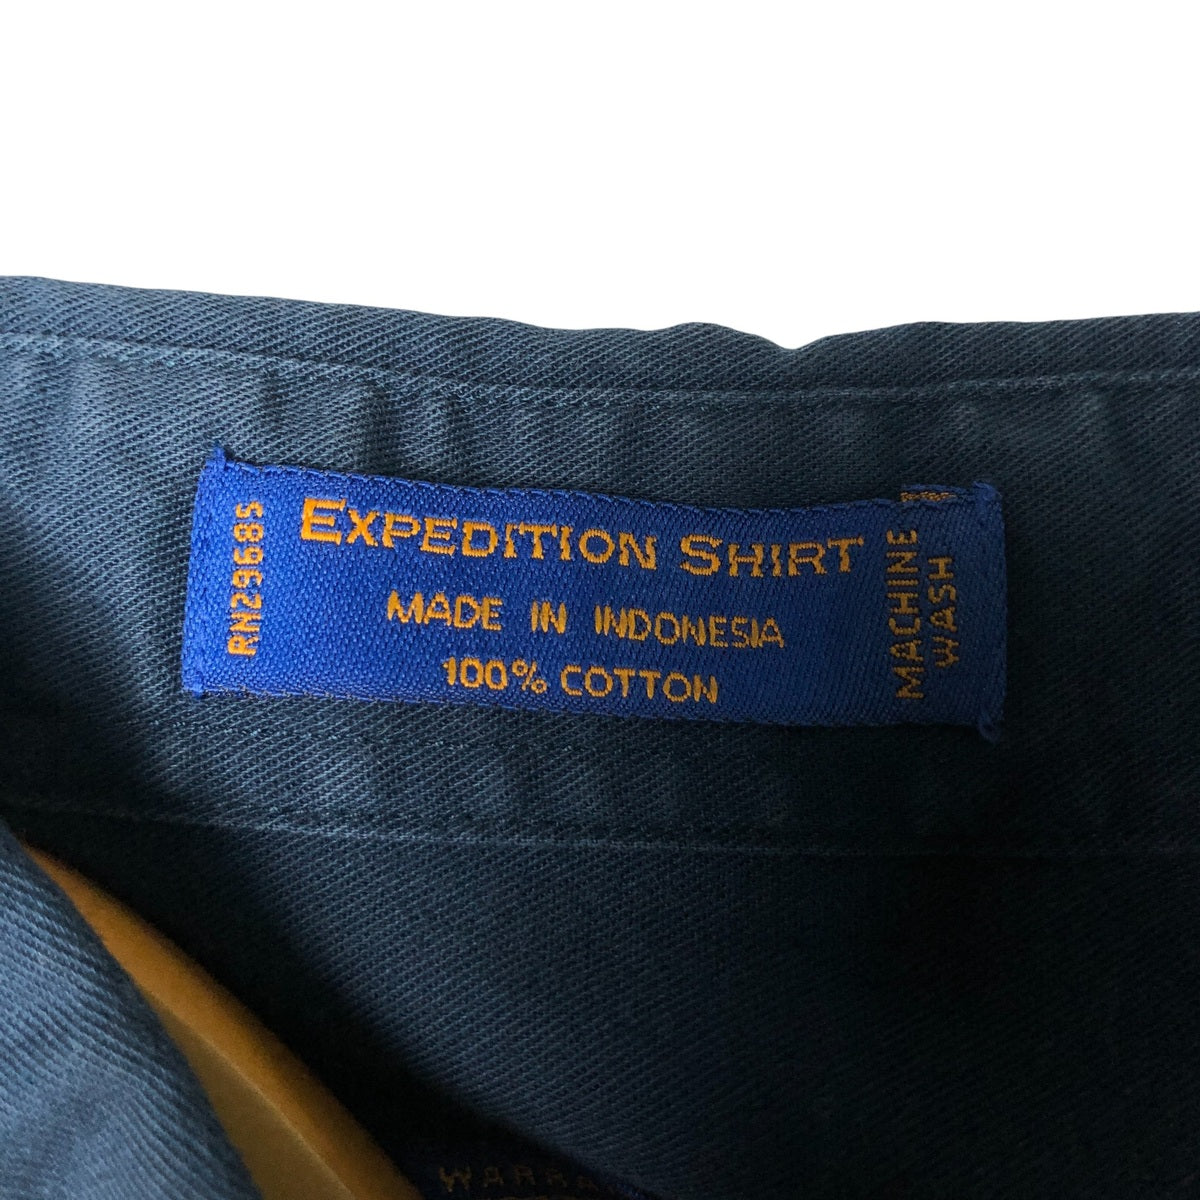 RN29685
EXPEDITION SHIRT
MADE IN INDONESIA
100% COTTON
MACHINE
WASH